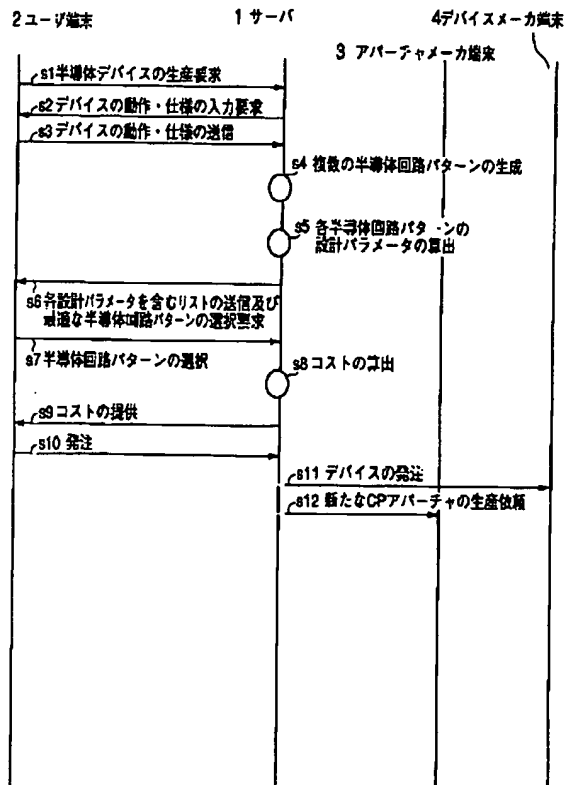 2 ユーザ端末
1 サーバ
4デバイスメーカ端末
3 アパーチャメーカ端末
s1半導体デバイスの生産要求
s2デバイスの動作・仕様の入力要求
s3デバイスの動作・仕様の送信
s4 複数の半導体回路パターンの生成
s5 各半導体回路パターンの
設計パラメータの算出
s6各設計パラメータを含むリストの送信及び
最適な半導体回路パターンの選択要求
s7半導体回路パターンの選択
s8コストの算出
s9コストの提供
s10 発注
s11 デバイスの発注
s12 新たなCPアパーチャの生産依頼